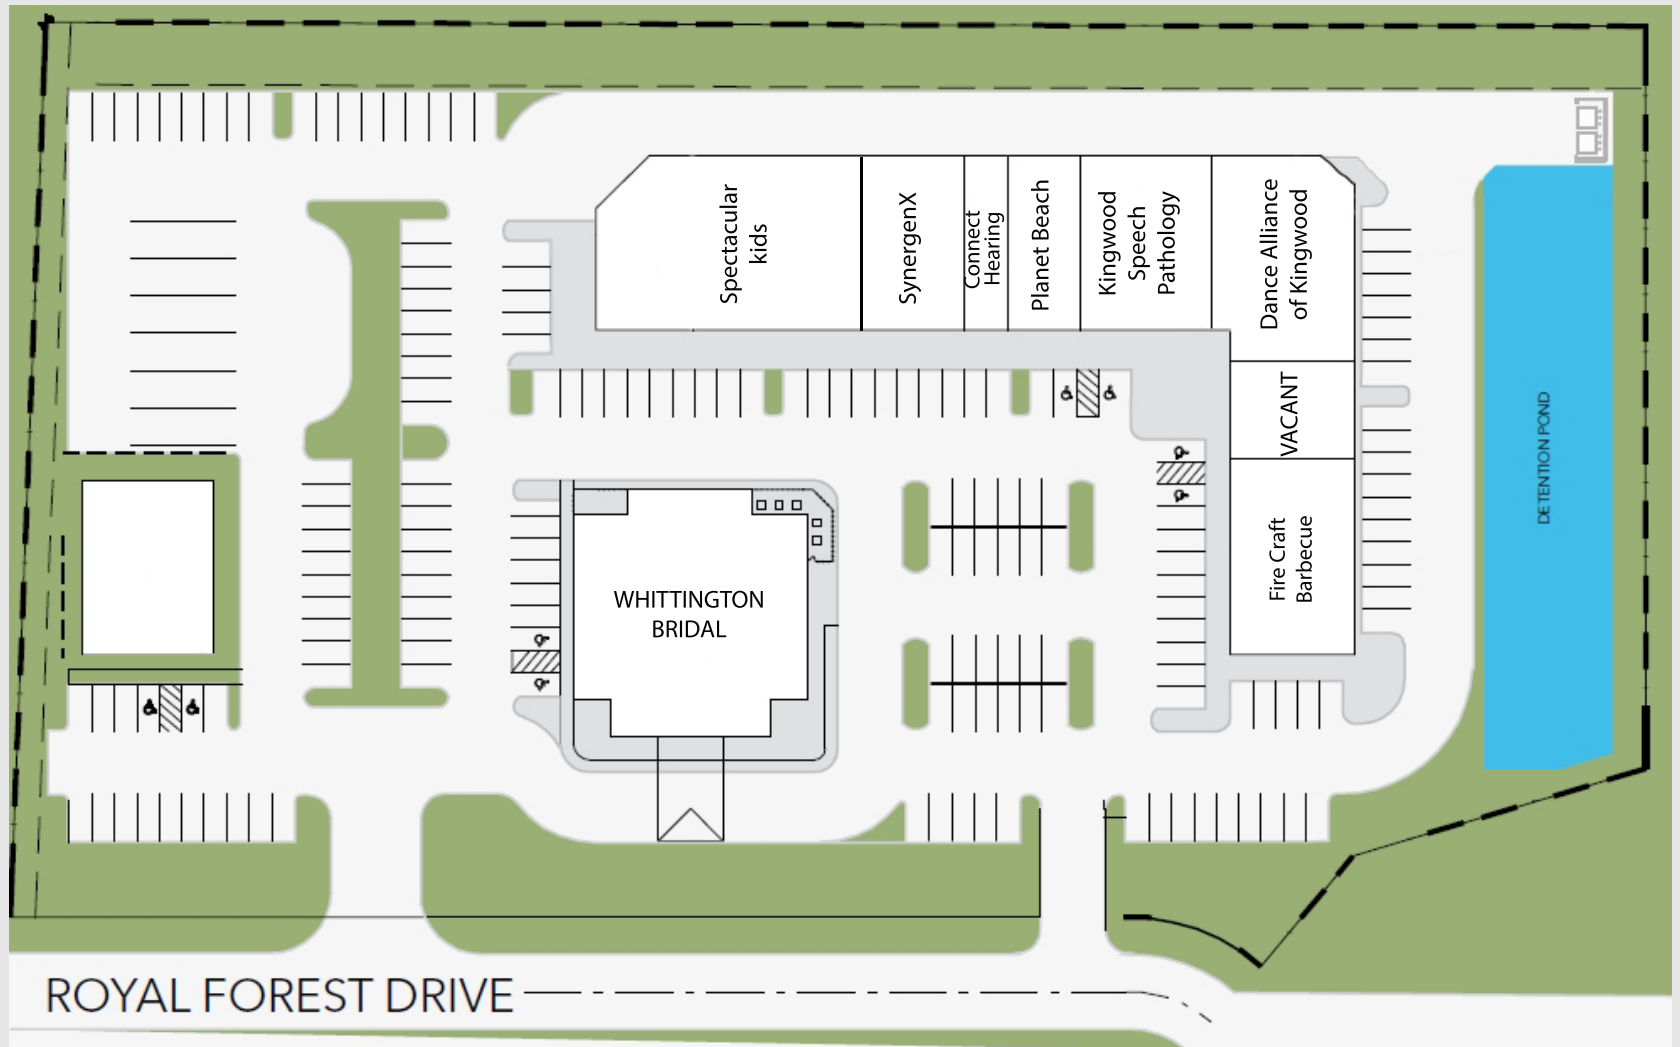 Spectacular
kids
SynergenX
Connect
Hearing
Planet Beach
Kingwood
Speech
Pathology
Dance Alliance
of Kingwood
VACANT
Fire Craft
Barbecue
DETENTION POND
WHITTINGTON
BRIDAL
ROYAL FOREST DRIVE